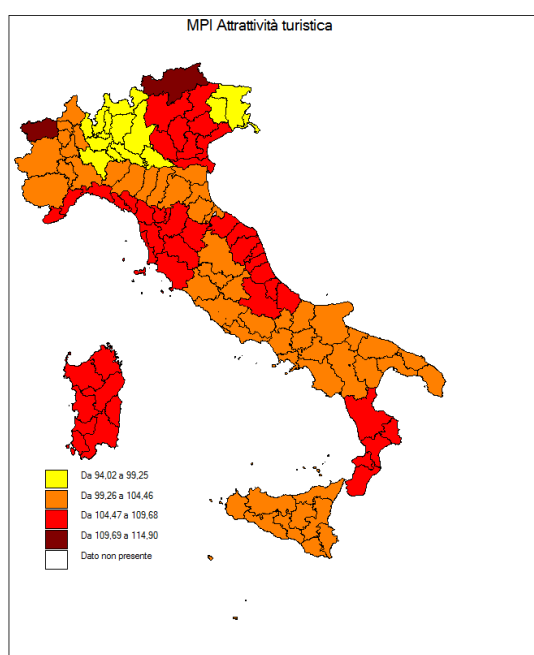 MPI Attrattività turistica
Da 94,02 a 99,25
Da 99,26 a 104,46
Da 104,47 a 109,68
Da 109,69 a 114,90
Dato non presente